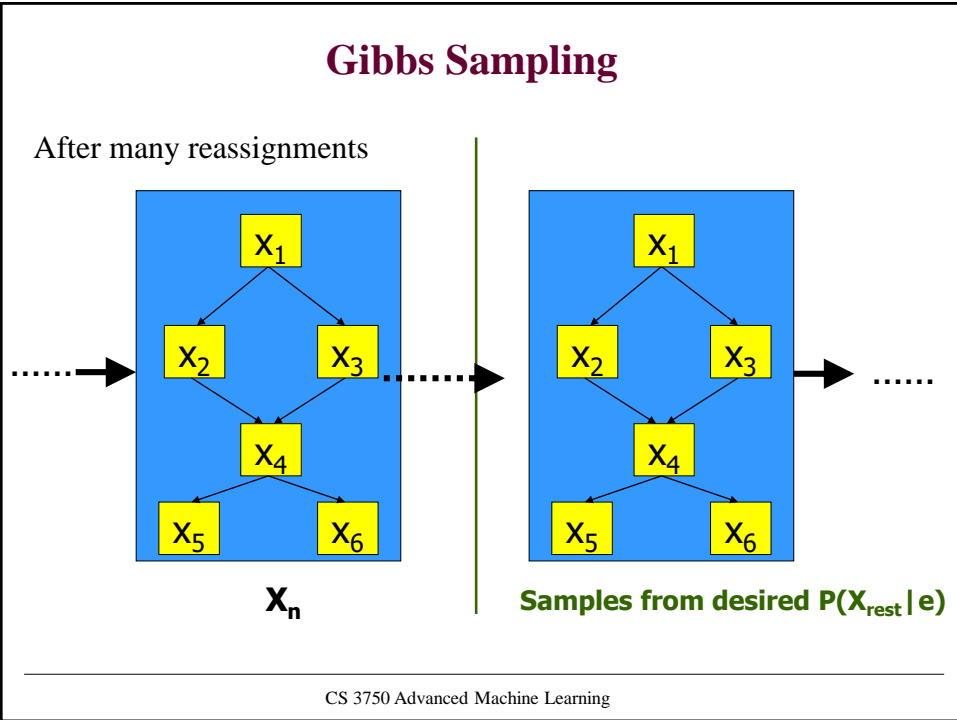 Gibbs Sampling
After many reassignments
x1
x2 x3
x4
x5 x6
......
Xn
x1
x2 x3
x4
x5 x6
......
Samples from desired P(Xrest|e)
CS 3750 Advanced Machine Learning